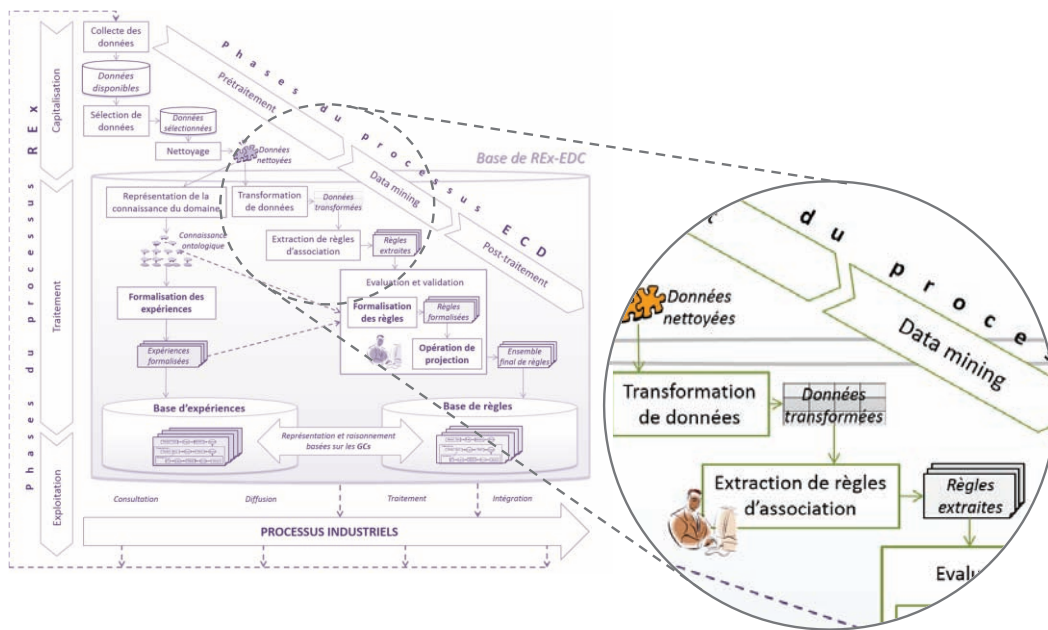 Phases du processus REx
Capitalisation
Traitement
Exploitation
Phases du processus ECD
Prétraitement
Data mining
Post-traitement
Collecte des
données
Données
disponibles
Sélection de
données
Données
sélectionnées
Nettoyage
Données
nettoyées
Base de REx-EDC
Représentation de la
connaissance du domaine
Transformation
de données
Données
transformées
Connaissance
ontologique
Extraction de règles
d'association
Règles
extraites
Evaluation et validation
Formalisation des
expériences
Formalisation
des règles
Règles
formalisées
Expériences
formalisées
Opération de
projection
Ensemble
final de règles
Base d'expériences
Base de règles
Représentation et raisonnement
basées sur les GCs
Consultation
Diffusion
Traitement
Intégration
PROCESSUS INDUSTRIELS
du proces
Data mining
Données
nettoyées
Transformation
de données
Données
transformées
Extraction de règles
d'association
Règles
extraites
Evalu